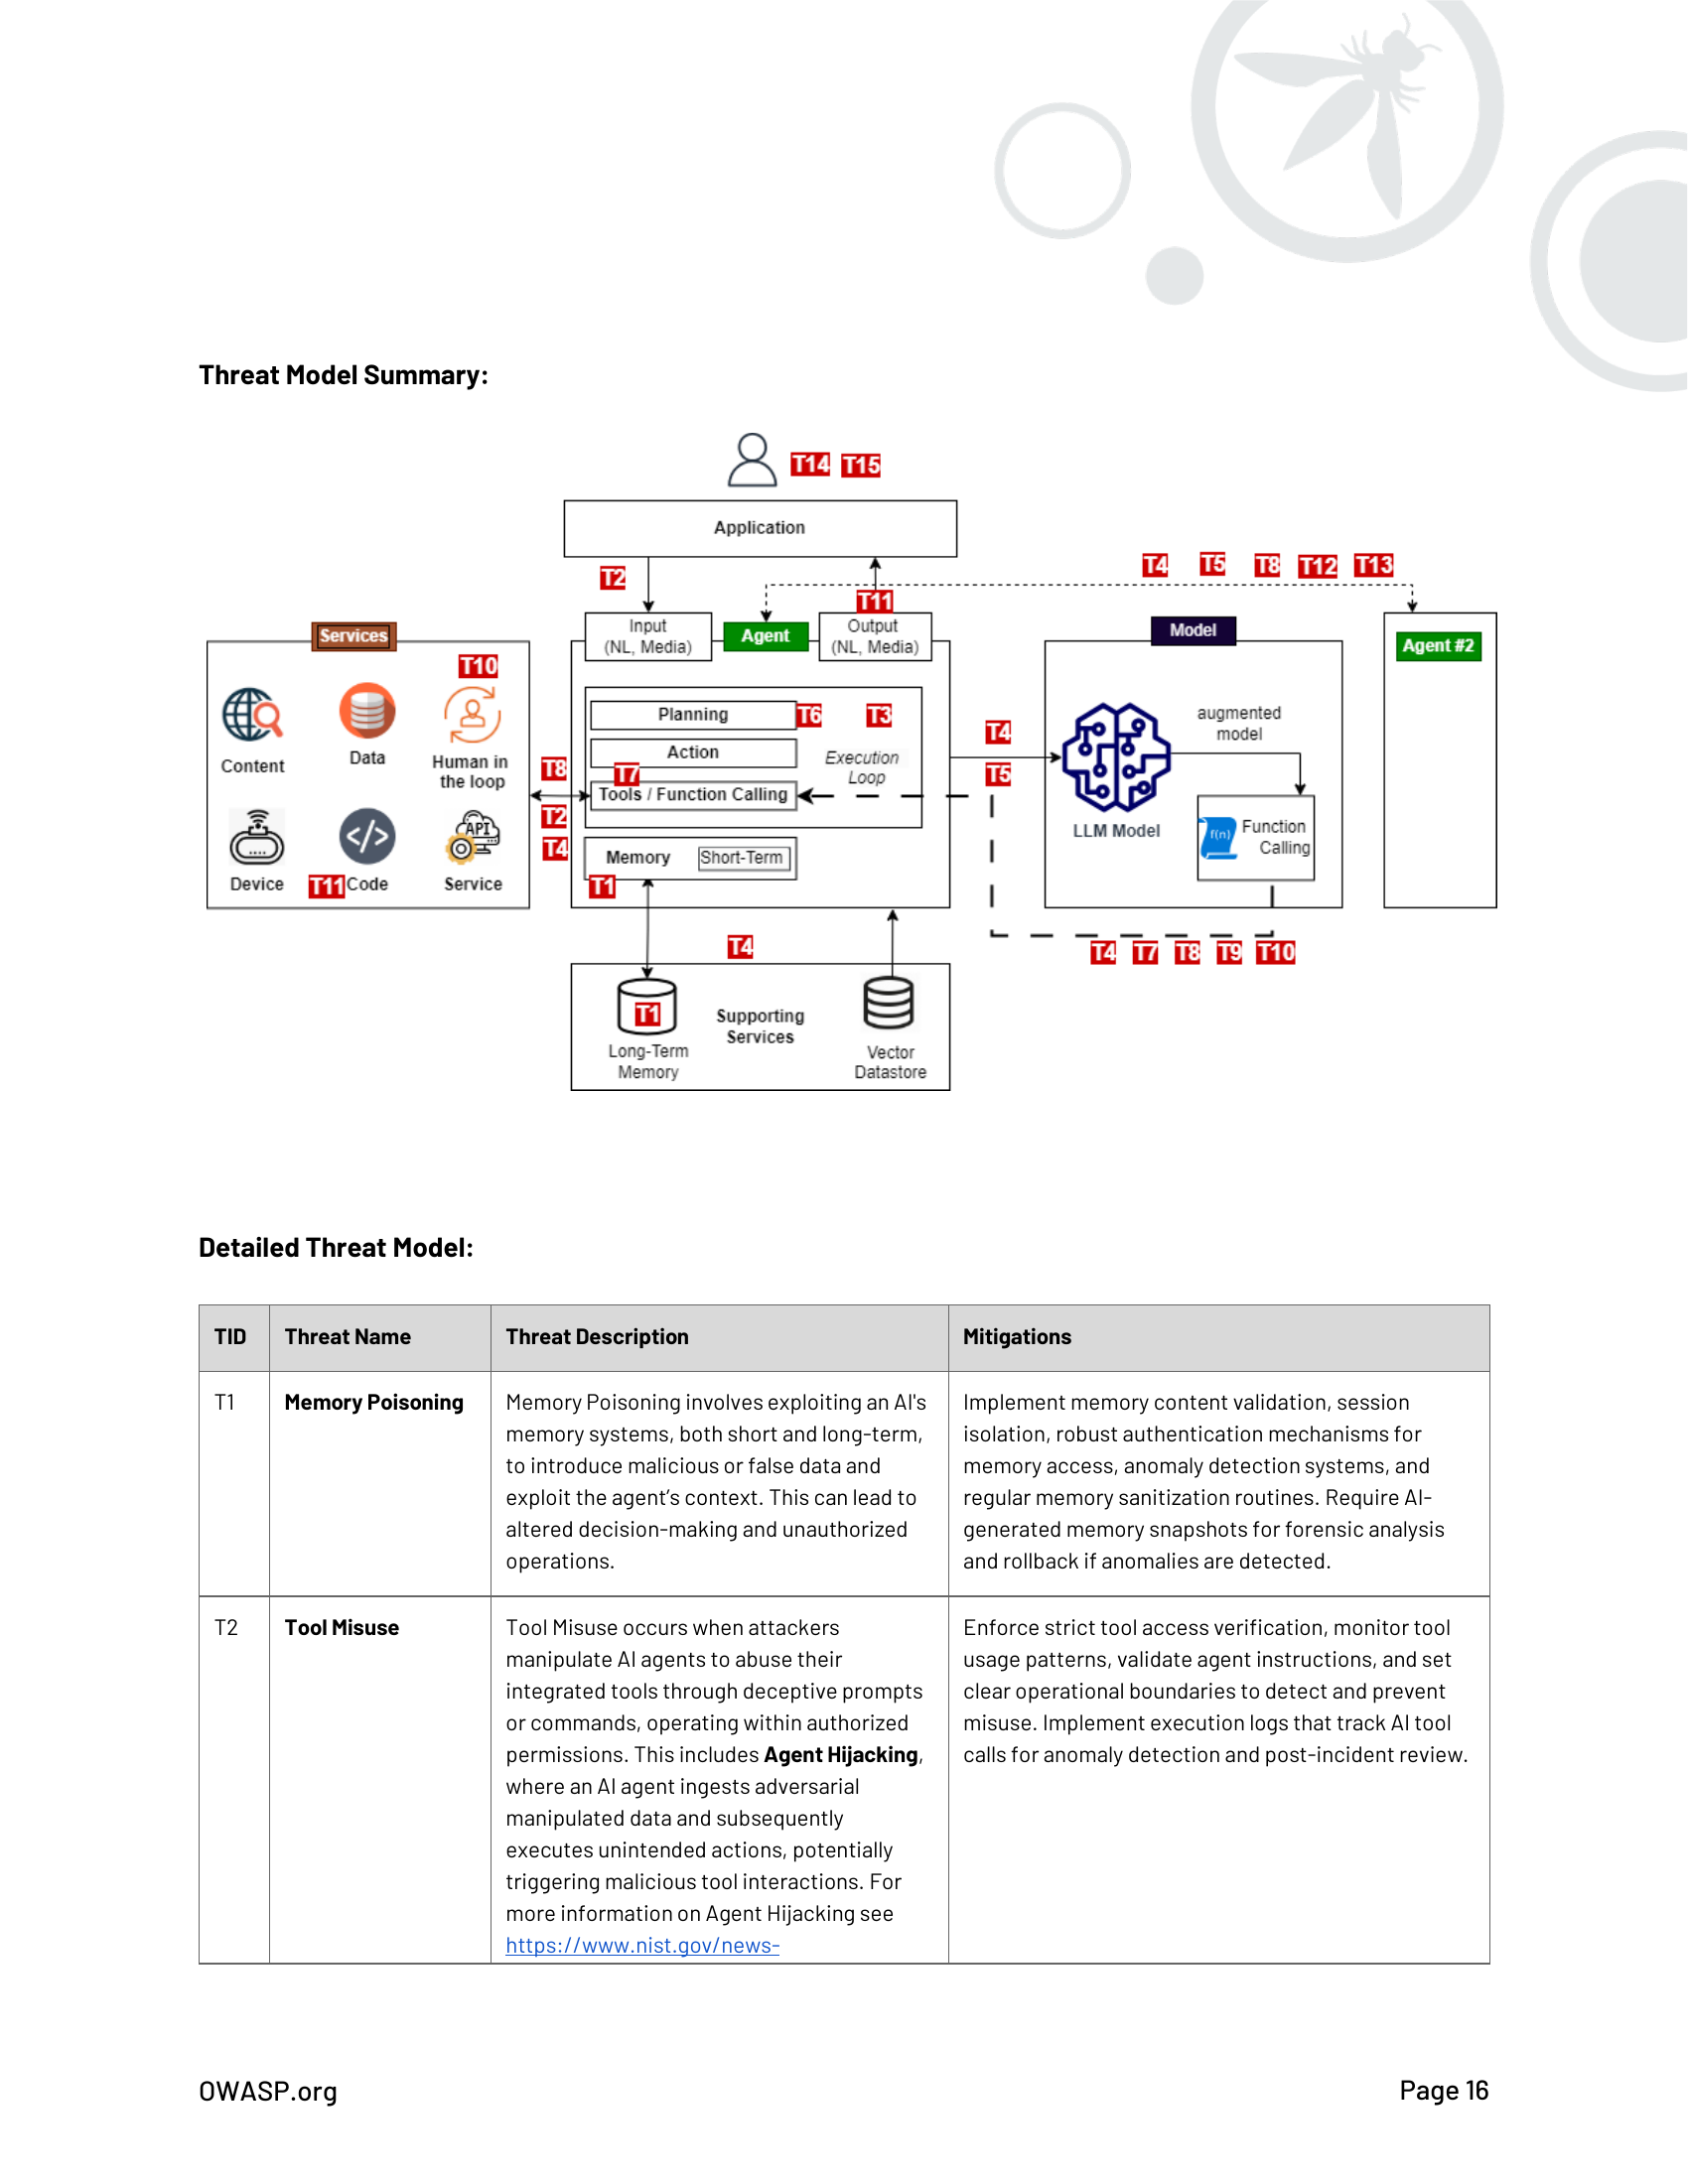 Threat Model Summary:
T14 T15
Application
T2
T4 T5 T8 T12 T13
T11
Services
Input
(NL, Media)
Agent
Output
(NL, Media)
Model
Agent #2
T10
Content
Data
Human in
the loop
Device
T11 Code
API
Service
T8
T2
T4
Planning
T6 T3
Action
T7
Execution
Loop
Tools / Function Calling
Memory
Short-Term
T1
T4
T5
augmented
model
LLM Model
f(n)
Function
Calling
T4 T7 T8 T9 T10
T4
T1
Long-Term
Memory
Supporting
Services
Vector
Datastore
Detailed Threat Model:
TID
Threat Name
Threat Description
Mitigations
T1
Memory Poisoning
Memory Poisoning involves exploiting an AI's
memory systems, both short and long-term,
to introduce malicious or false data and
exploit the agent’s context. This can lead to
altered decision-making and unauthorized
operations.
Implement memory content validation, session
isolation, robust authentication mechanisms for
memory access, anomaly detection systems, and
regular memory sanitization routines. Require AI-
generated memory snapshots for forensic analysis
and rollback if anomalies are detected.
T2
Tool Misuse
Tool Misuse occurs when attackers
manipulate AI agents to abuse their
integrated tools through deceptive prompts
or commands, operating within authorized
permissions. This includes Agent Hijacking,
where an AI agent ingests adversarial
manipulated data and subsequently
executes unintended actions, potentially
triggering malicious tool interactions. For
more information on Agent Hijacking see
https://www.nist.gov/news-
Enforce strict tool access verification, monitor tool
usage patterns, validate agent instructions, and set
clear operational boundaries to detect and prevent
misuse. Implement execution logs that track AI tool
calls for anomaly detection and post-incident review.
OWASP.org
Page 16